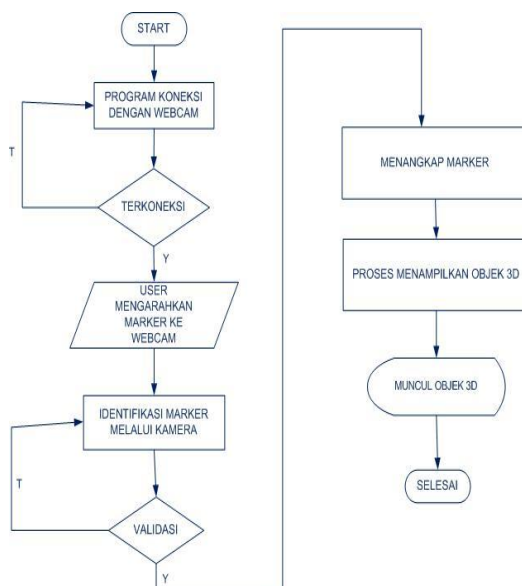 START
PROGRAM KONEKSI
DENGAN WEBCAM
T
TERKONEKSI
Y
USER
MENGARAHKAN
MARKER KE
WEBCAM
IDENTIFIKASI MARKER
MELALUI KAMERA
T
VALIDASI
Y
MENANGKAP MARKER
PROSES MENAMPILKAN OBJEK 3D
MUNCUL OBJEK 3D
SELESAI